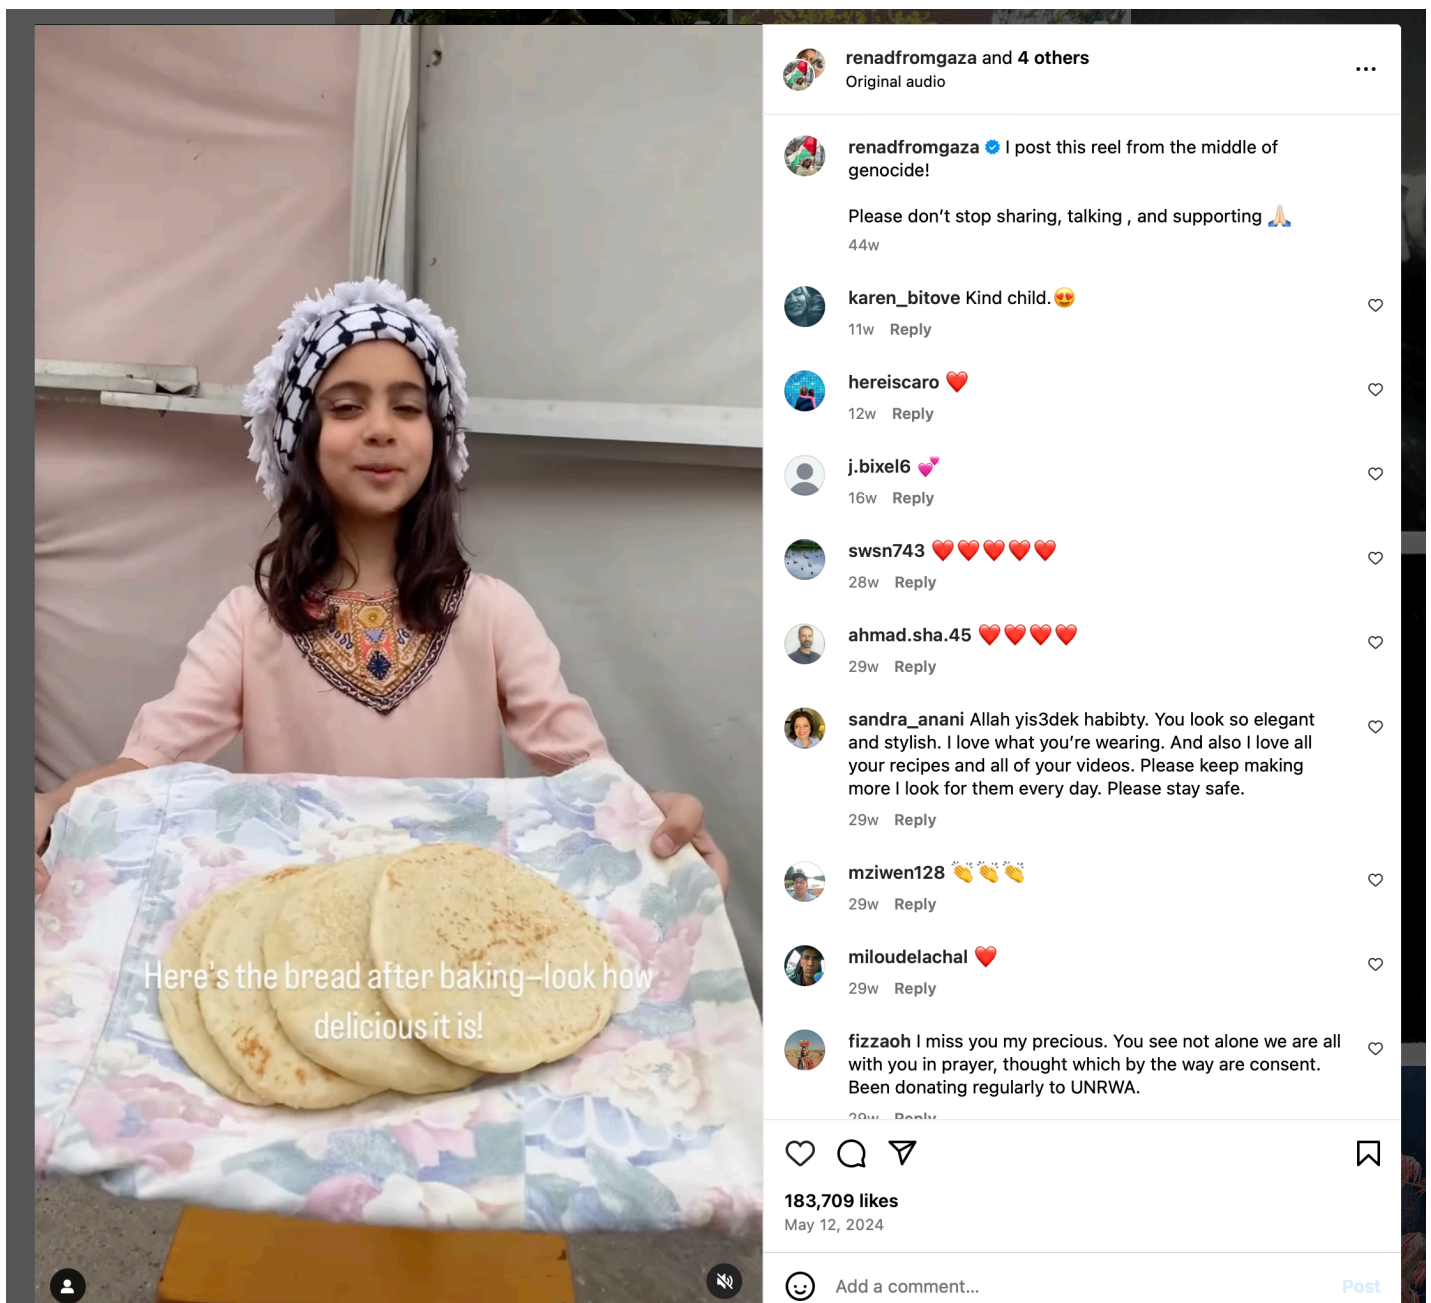 Here's the bread after baking–look how
delicious it is!
renadfromgaza and 4 others
Original audio
renadfromgaza I post this reel from the middle of
genocide!
Please don’t stop sharing, talking , and supporting 🙏🏻
44w
karen_bitove Kind child.😍
11w Reply
hereiscaro ❤️
12w Reply
j.bixel6 💕
16w Reply
swsn743 ❤️❤️❤️❤️❤️
28w Reply
ahmad.sha.45 ❤️❤️❤️❤️
29w Reply
sandra_anani Allah yis3dek habibty. You look so elegant
and stylish. I love what you’re wearing. And also I love all
your recipes and all of your videos. Please keep making
more I look for them every day. Please stay safe.
29w Reply
mziwen128 👏👏👏
29w Reply
miloudelachal ❤️
29w Reply
fizzaoh I miss you my precious. You see not alone we are all
with you in prayer, thought which by the way are consent.
Been donating regularly to UNRWA.
29w Reply
183,709 likes
May 12, 2024
Add a comment...
Post